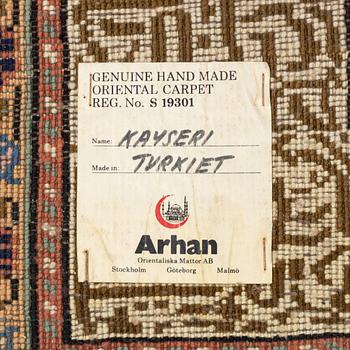 GENUINE HAND MADE
ORIENTAL CARPET
REG. No. S 19301
Name: KAYSERI
Made in: TURKIET
Arhan
Orientaliska Mattor AB
Stockholm Göteborg Malmö